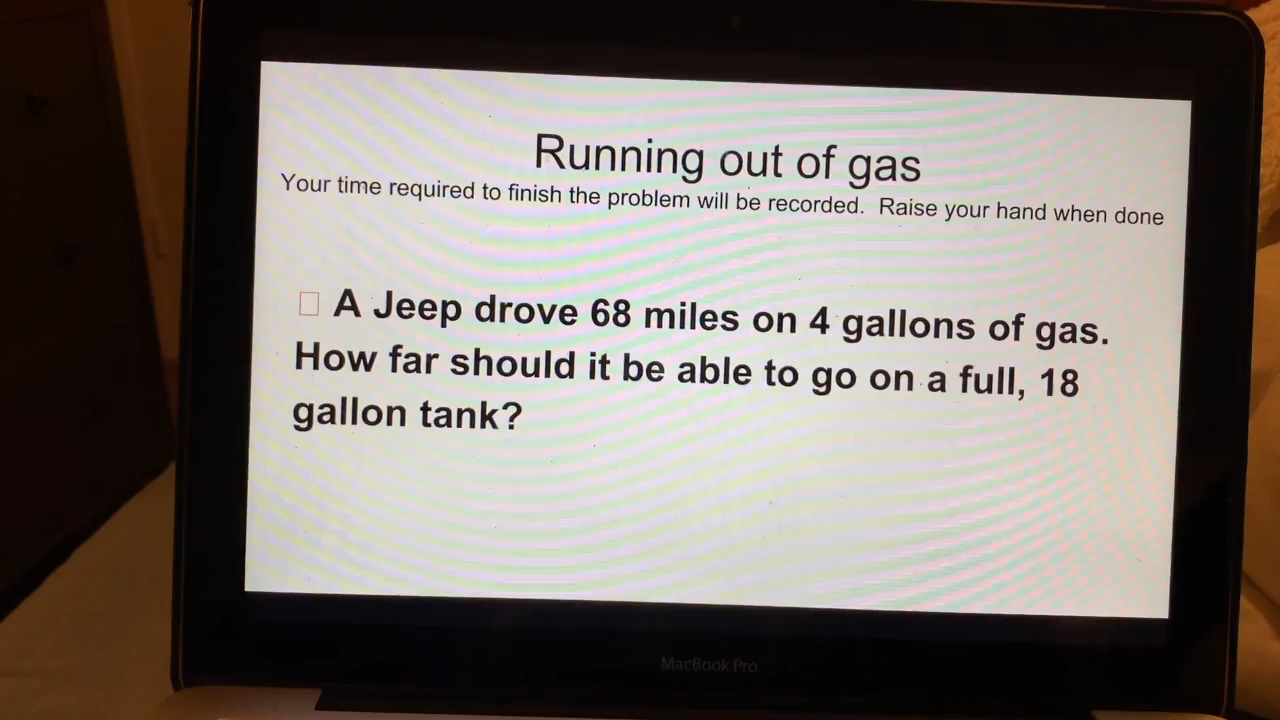 Running out of gas
Your time required to finish the problem will be recorded.  Raise your hand when done
A Jeep drove 68 miles on 4 gallons of gas.
How far should it be able to go on a full, 18
gallon tank?
MacBook Pro